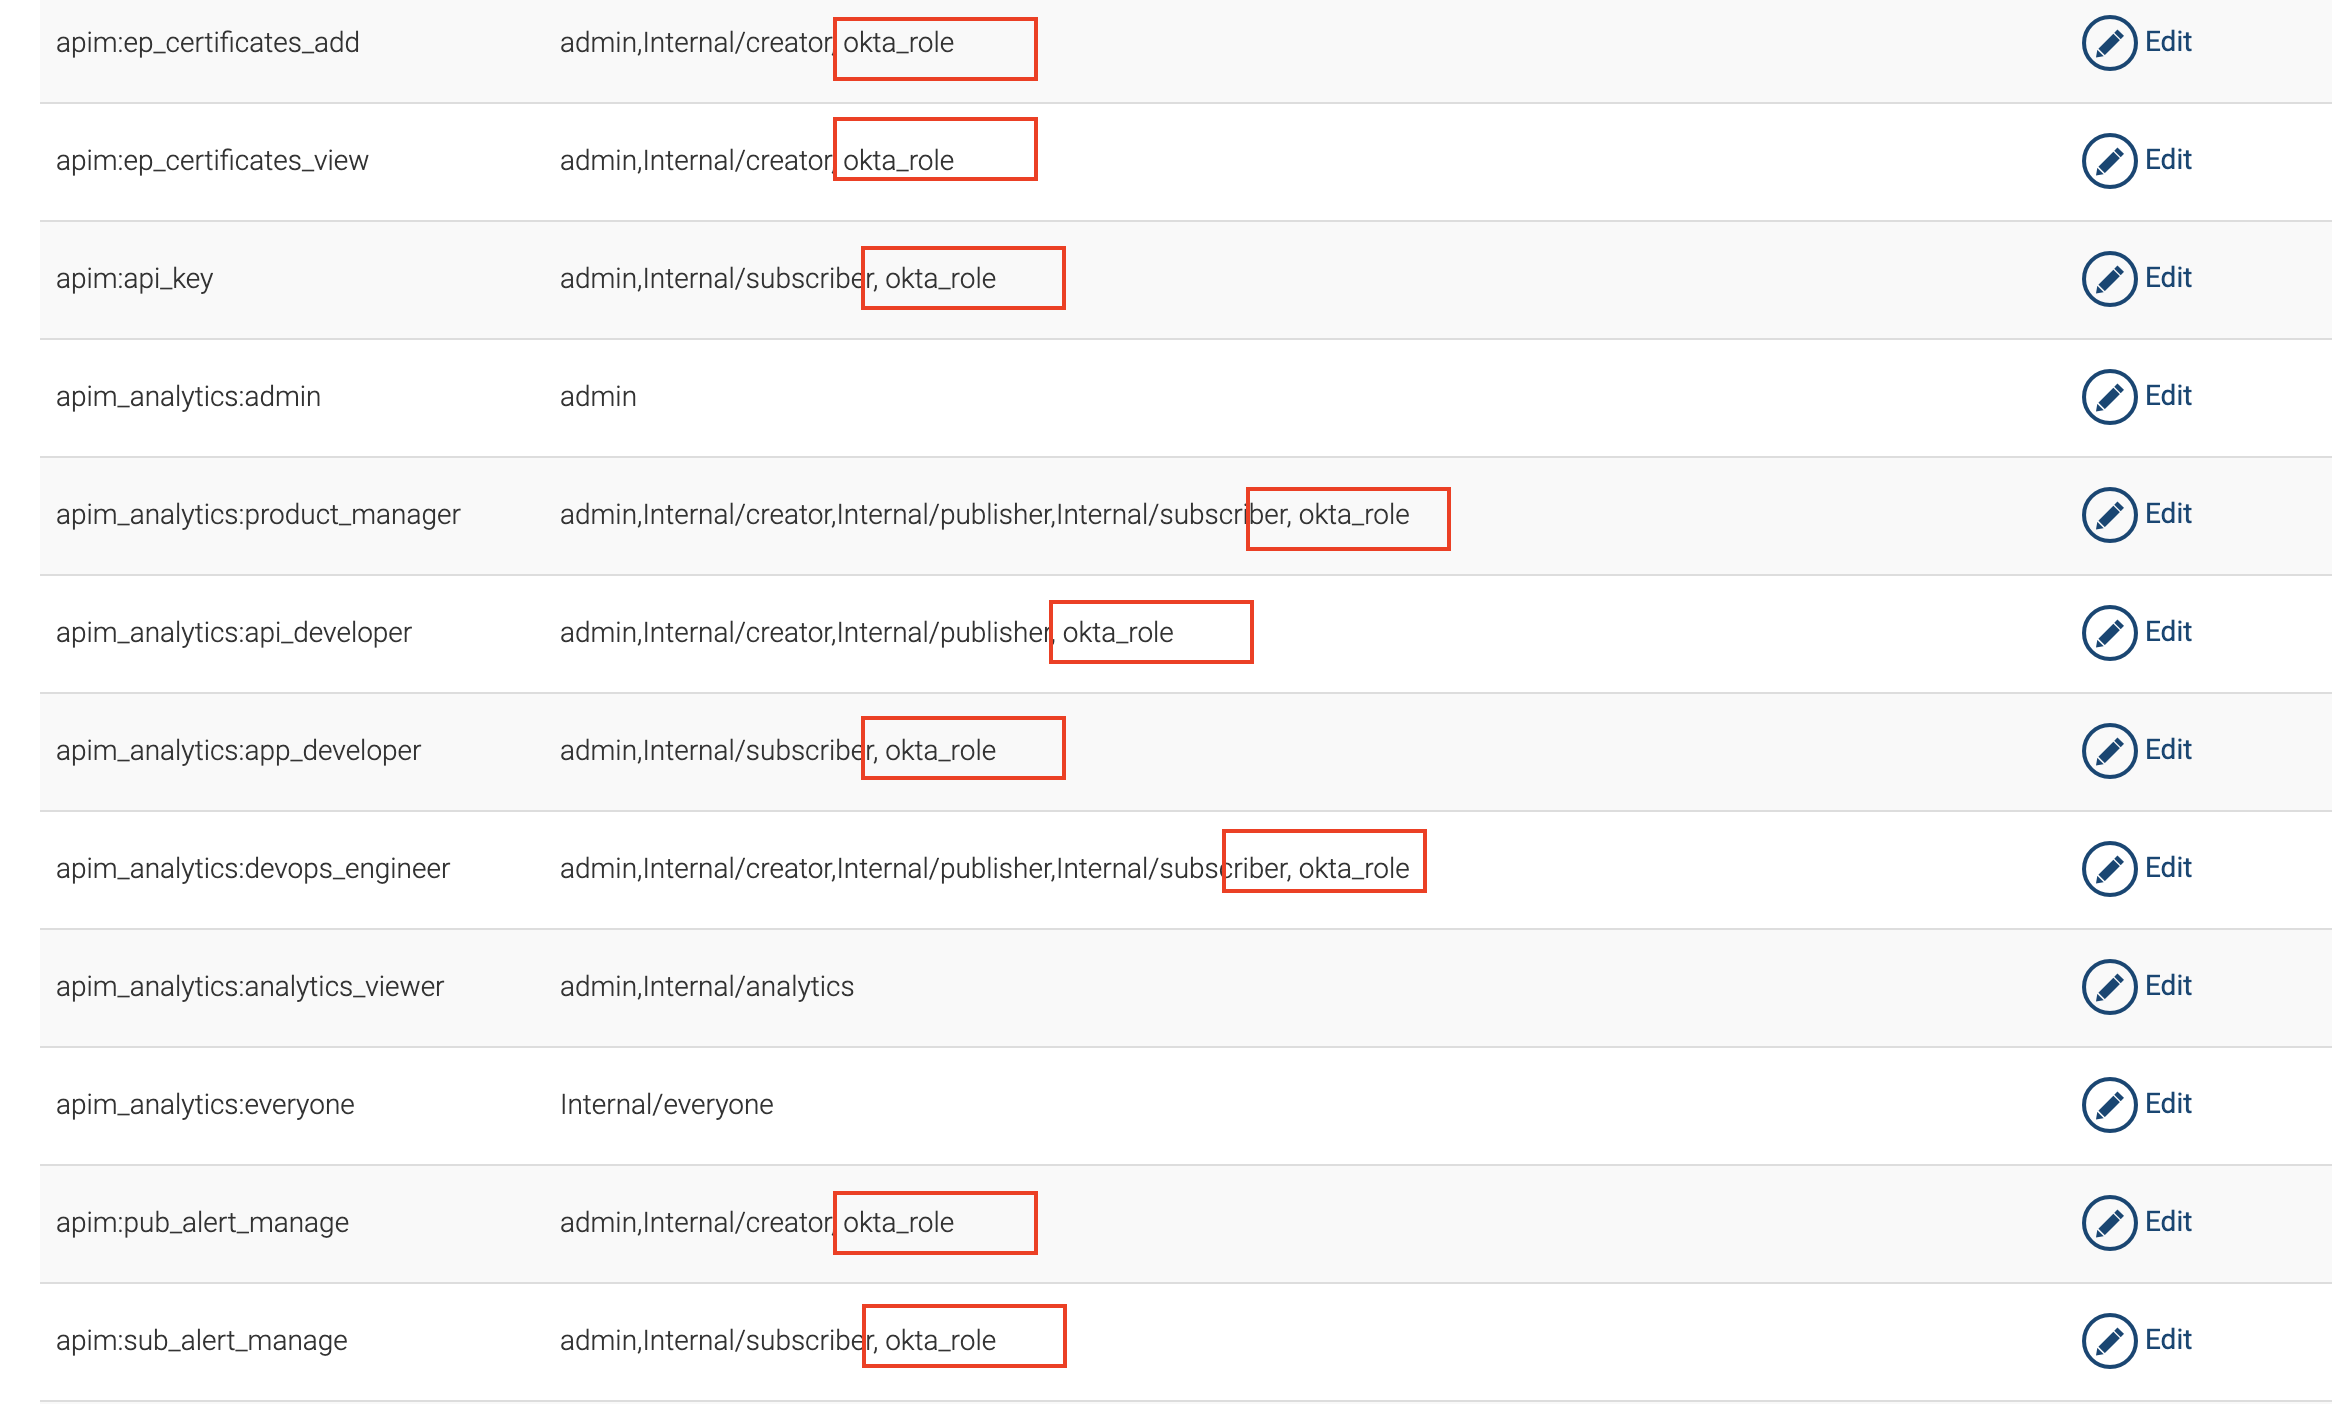 apim:ep_certificates_add admin,Internal/creator, okta_role Edit
apim:ep_certificates_view admin,Internal/creator, okta_role Edit
apim:api_key admin,Internal/subscriber, okta_role Edit
apim_analytics:admin admin Edit
apim_analytics:product_manager admin,Internal/creator,Internal/publisher,Internal/subscriber, okta_role Edit
apim_analytics:api_developer admin,Internal/creator,Internal/publisher, okta_role Edit
apim_analytics:app_developer admin,Internal/subscriber, okta_role Edit
apim_analytics:devops_engineer admin,Internal/creator,Internal/publisher,Internal/subscriber, okta_role Edit
apim_analytics:analytics_viewer admin,Internal/analytics Edit
apim_analytics:everyone Internal/everyone Edit
apim:pub_alert_manage admin,Internal/creator, okta_role Edit
apim:sub_alert_manage admin,Internal/subscriber, okta_role Edit